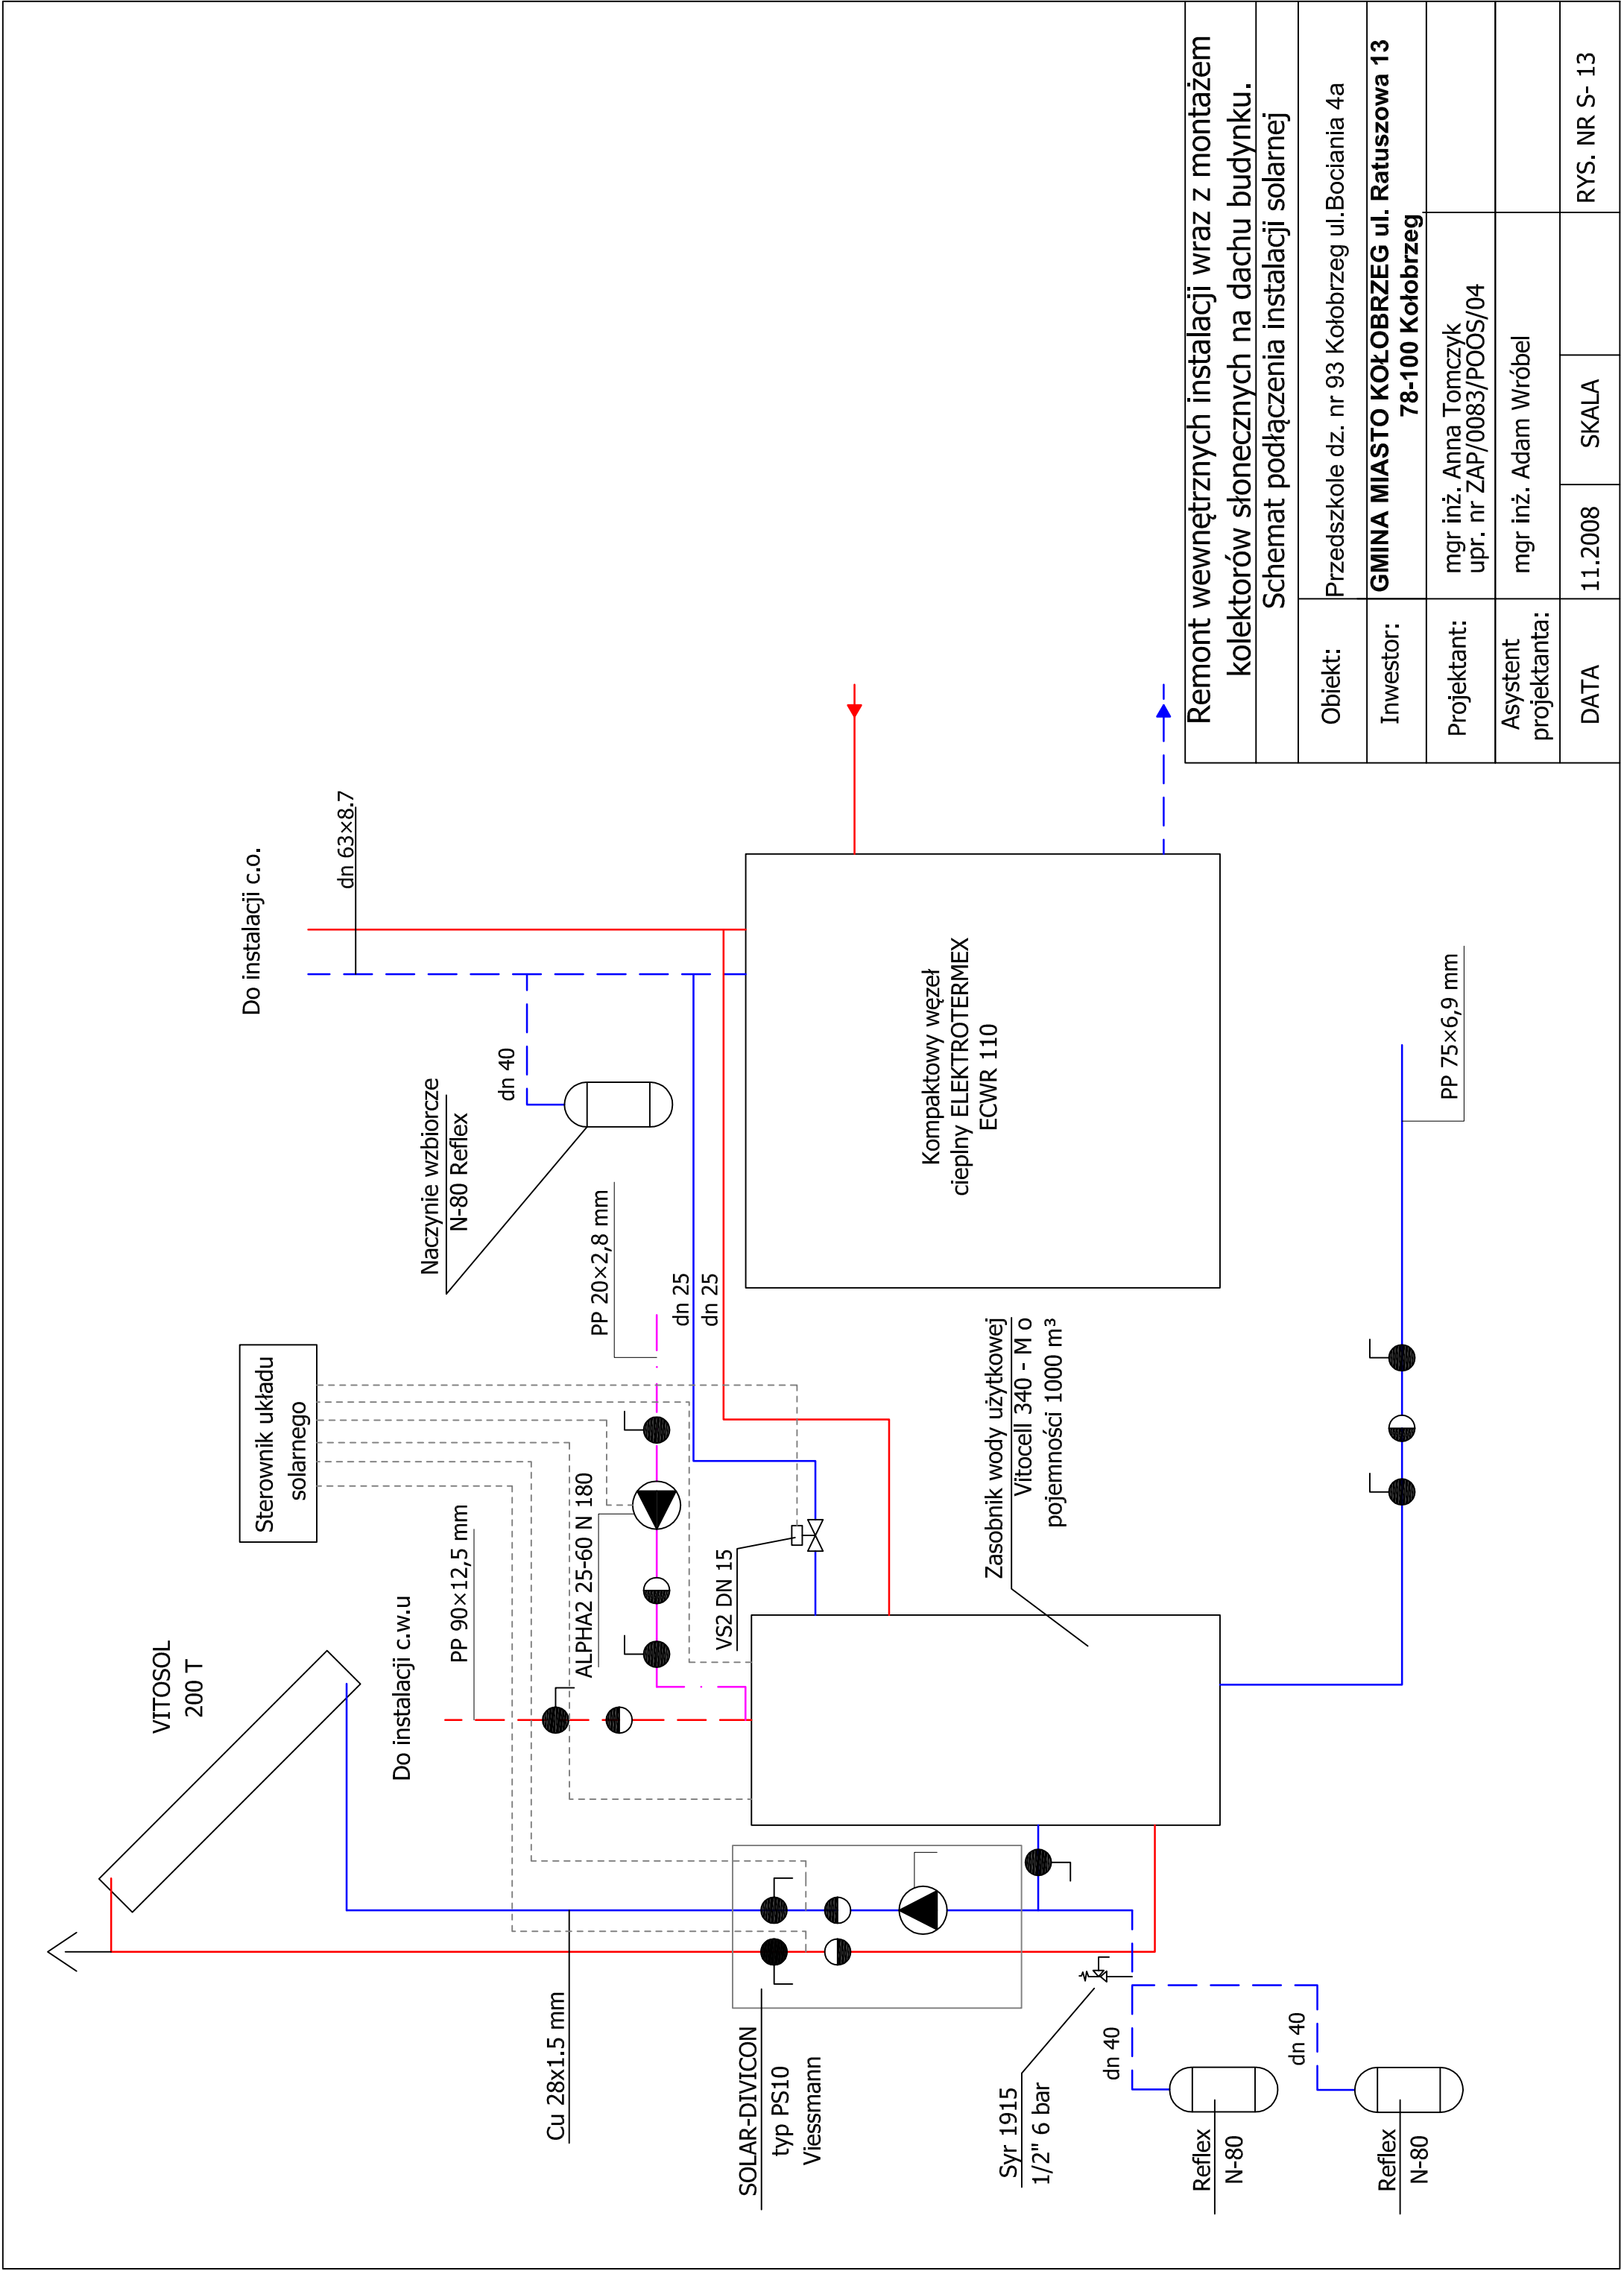 VITOSOL
200 T
Sterownik układu
solarnego
Do instalacji c.o.
dn 63×8.7
Do instalacji c.w.u
PP 90×12,5 mm
Naczynie wzbiorcze
N-80 Reflex
dn 40
ALPHA2 25-60 N 180
PP 20×2,8 mm
dn 25
dn 25
VS2 DN 15
Cu 28x1.5 mm
SOLAR-DIVICON
typ PS10
Viessmann
Kompaktowy węzeł
cieplny ELEKTROTERMEX
ECWR 110
Zasobnik wody użytkowej
Vitocell 340 - M o
pojemności 1000 m³
Syr 1915
1/2" 6 bar
dn 40
Reflex
N-80
dn 40
Reflex
N-80
PP 75×6,9 mm
Remont wewnętrznych instalacji wraz z montażem
kolektorów słonecznych na dachu budynku.
Schemat podłączenia instalacji solarnej
Obiekt:
Przedszkole dz. nr 93 Kołobrzeg ul.Bociania 4a
Inwestor:
GMINA MIASTO KOŁOBRZEG ul. Ratuszowa 13
78-100 Kołobrzeg
Projektant:
mgr inż. Anna Tomczyk
upr. nr ZAP/0083/POOS/04
Asystent
projektanta:
mgr inż. Adam Wróbel
DATA
11.2008
SKALA
RYS. NR S- 13